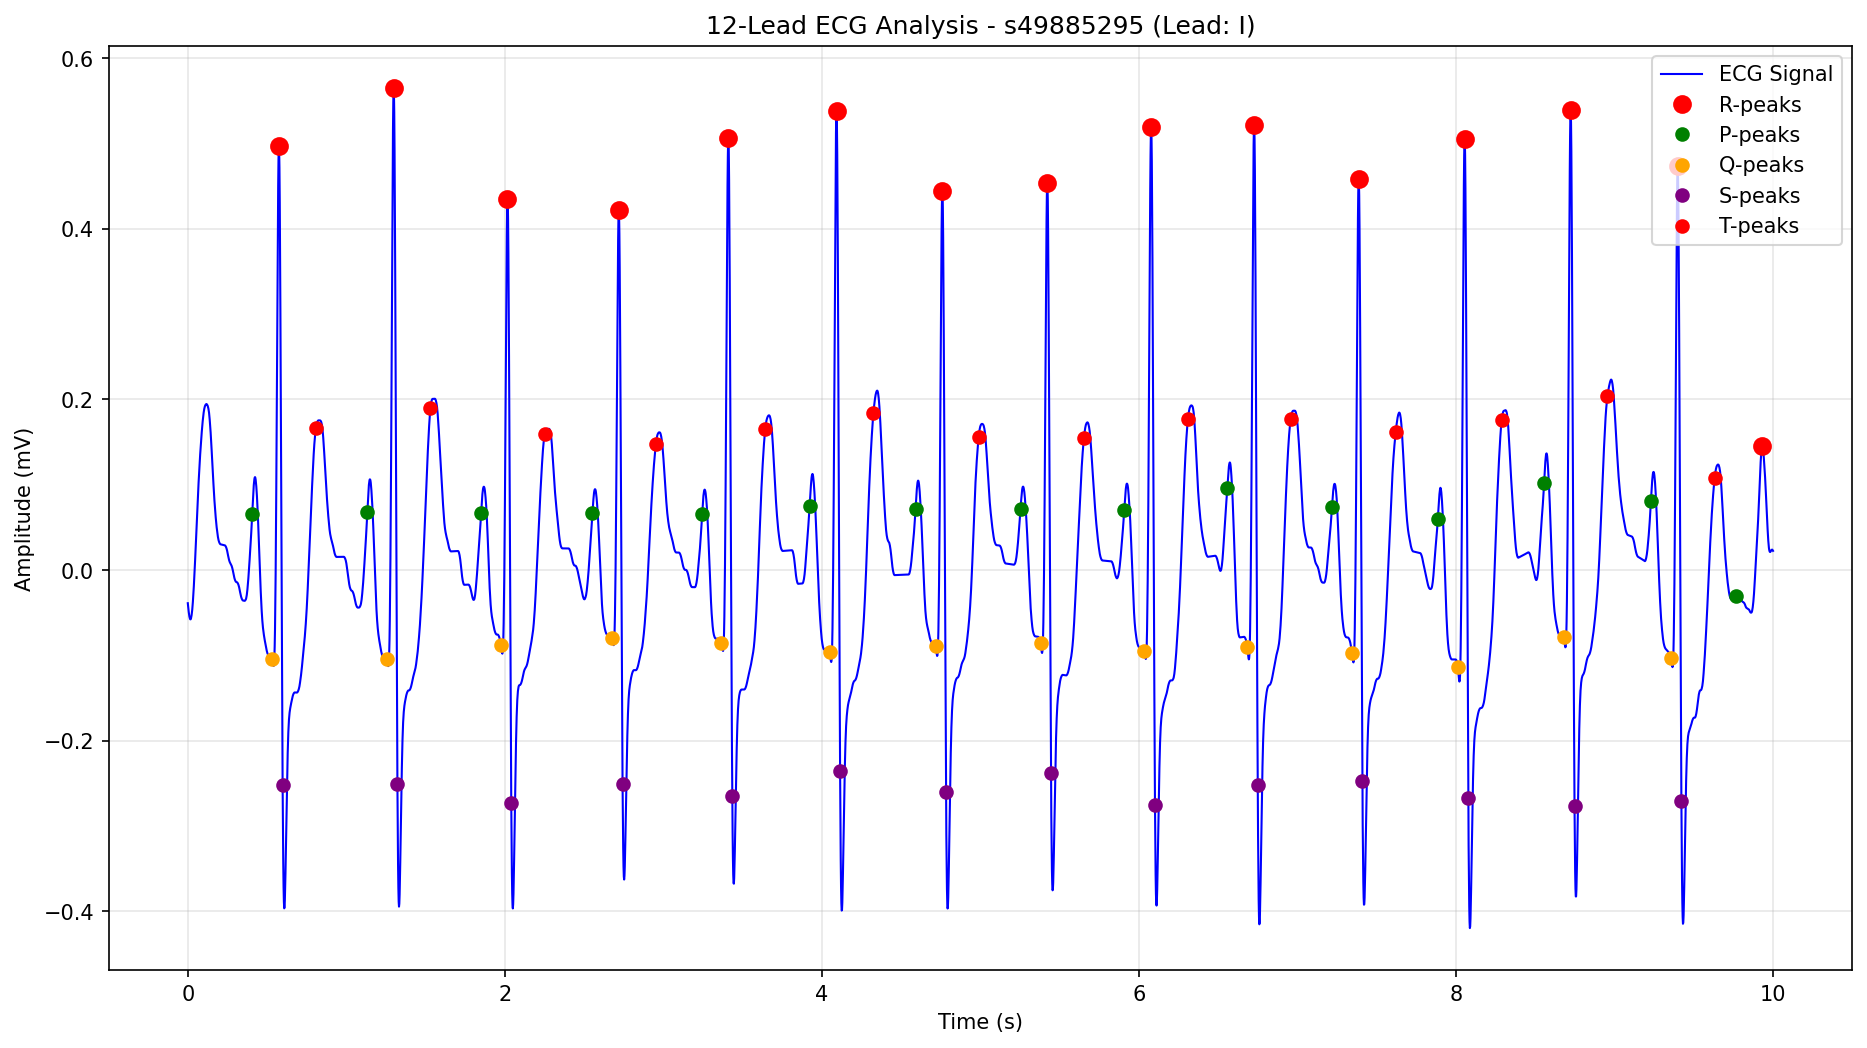 12-Lead ECG Analysis - s49885295 (Lead: I)
ECG Signal
R-peaks
P-peaks
Q-peaks
S-peaks
T-peaks
Amplitude (mV)
0.6
0.4
0.2
0.0
−0.2
−0.4
0 2 4 6 8 10
Time (s)